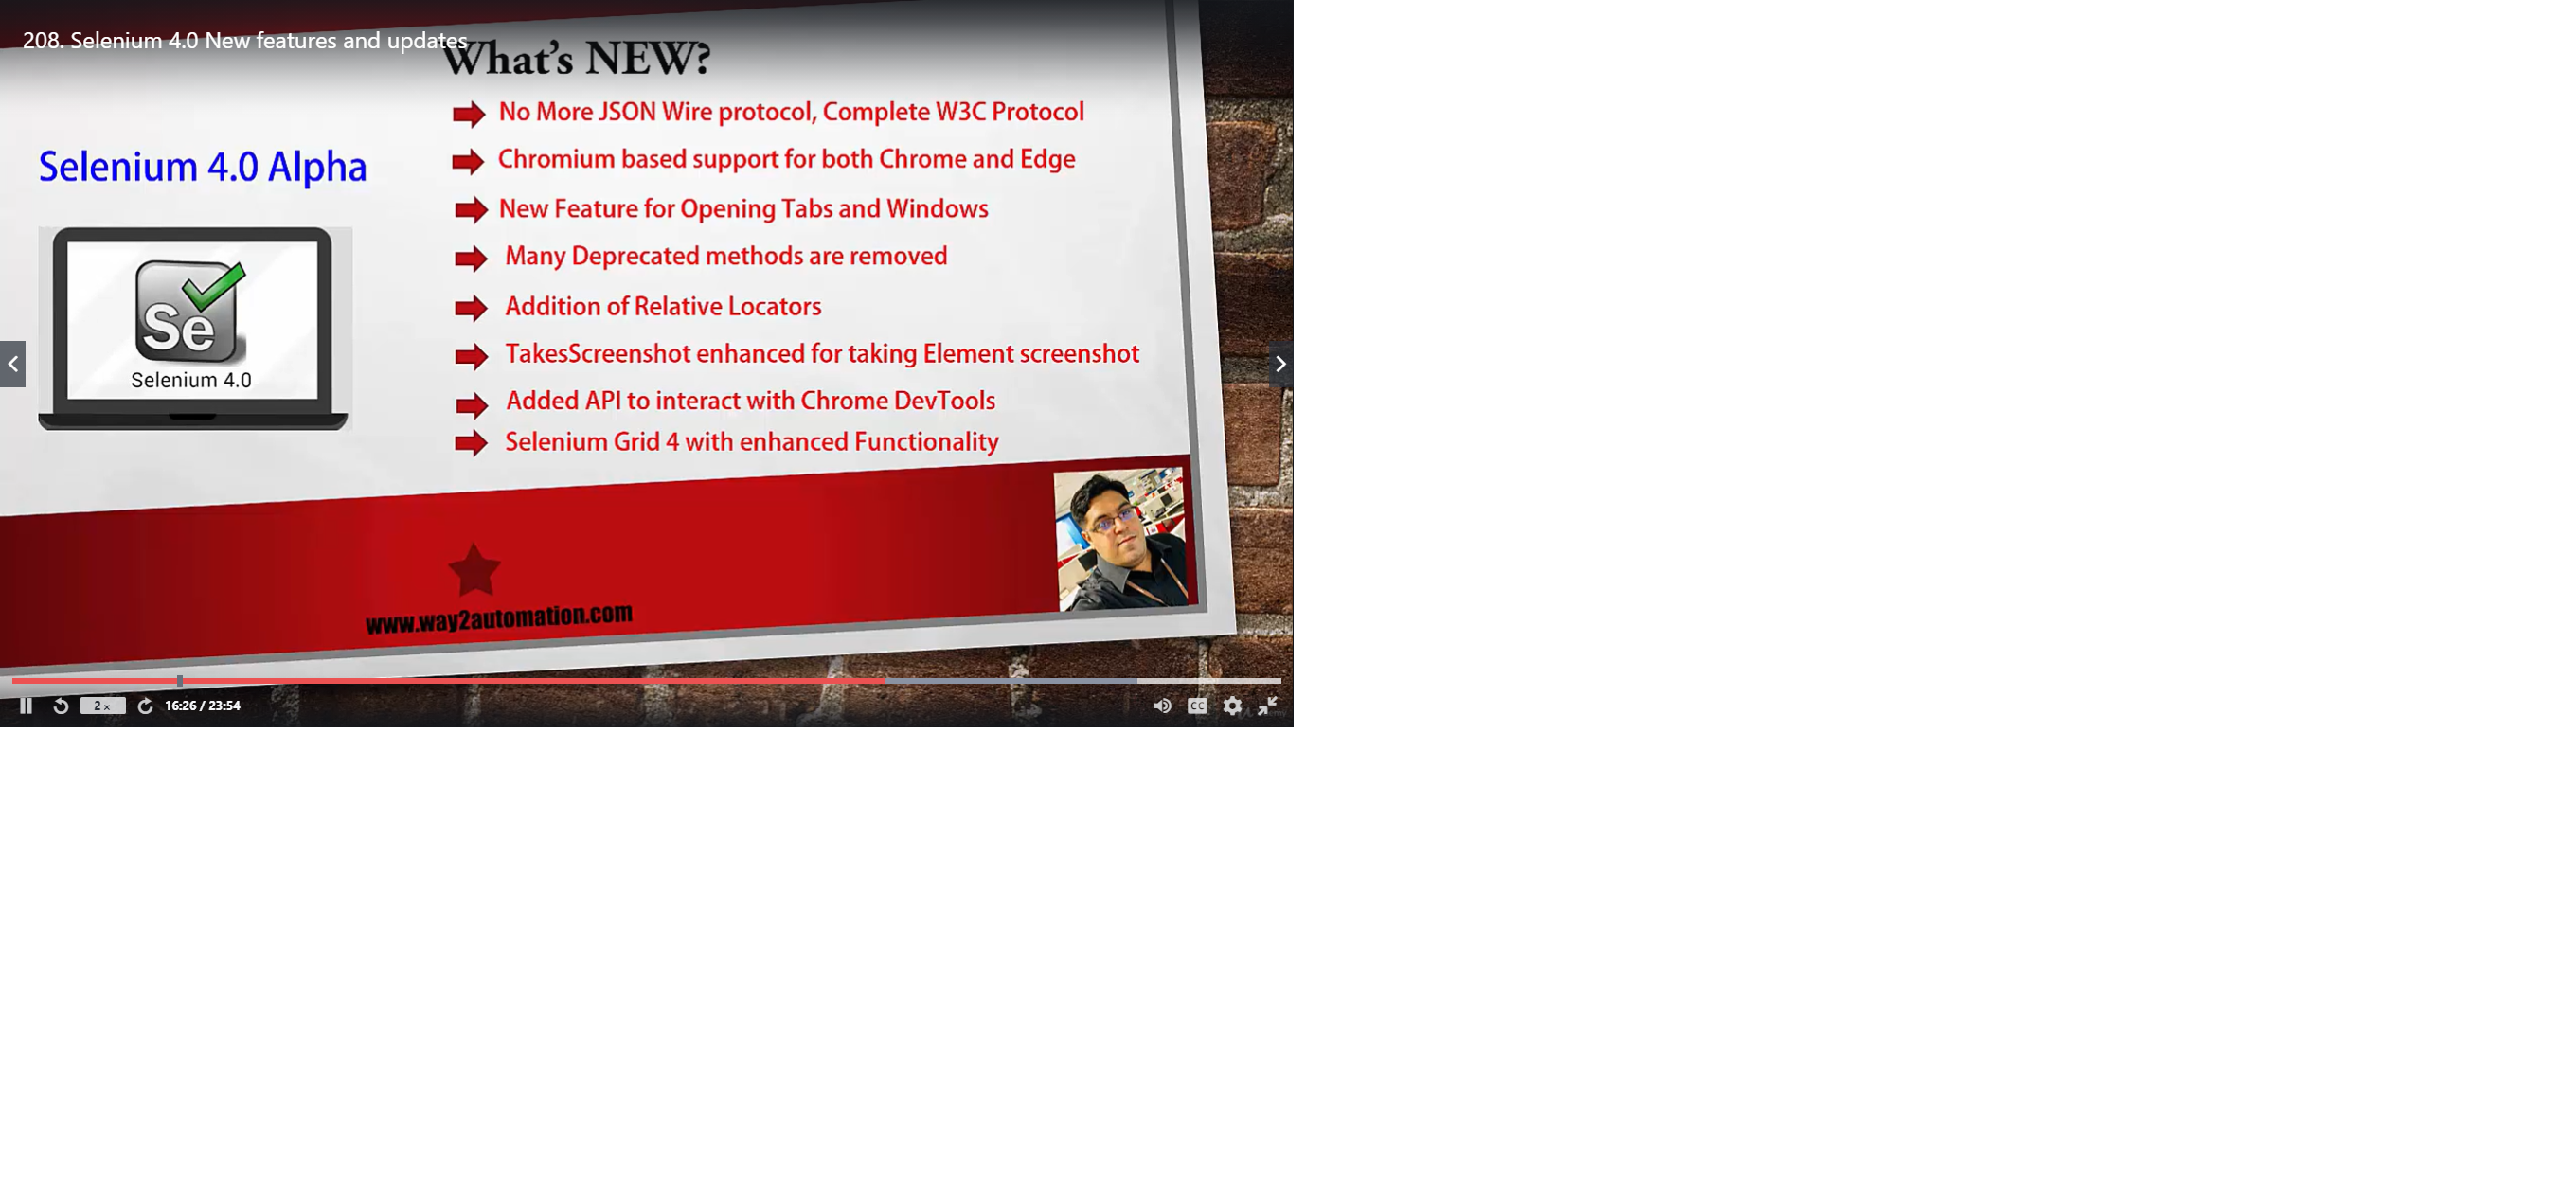 208. Selenium 4.0 New features and updates
What's NEW?
No More JSON Wire protocol, Complete W3C Protocol
Chromium based support for both Chrome and Edge
Selenium 4.0 Alpha
New Feature for Opening Tabs and Windows
Many Deprecated methods are removed
Addition of Relative Locators
TakesScreenshot enhanced for taking Element screenshot
Added API to interact with Chrome DevTools
Selenium Grid 4 with enhanced Functionality
Se
Selenium 4.0
www.way2automation.com
2 x
16:26 / 23:54
CC